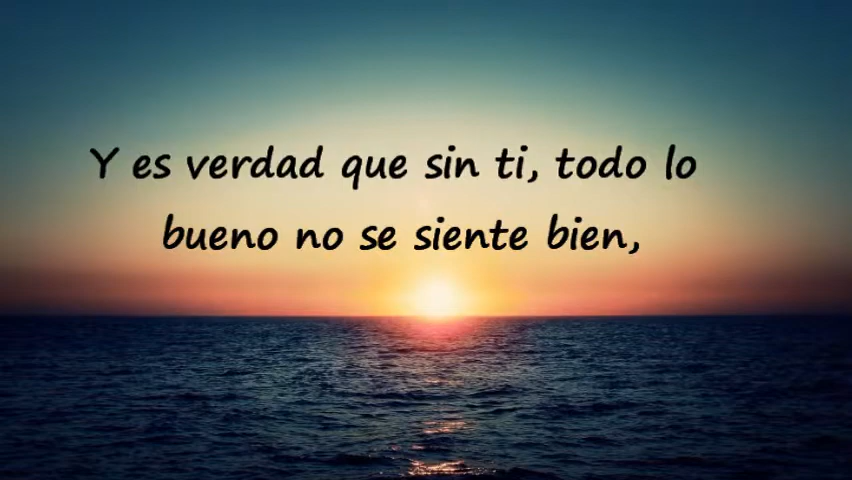 Y es verdad que sin ti, todo lo
bueno no se siente bien,